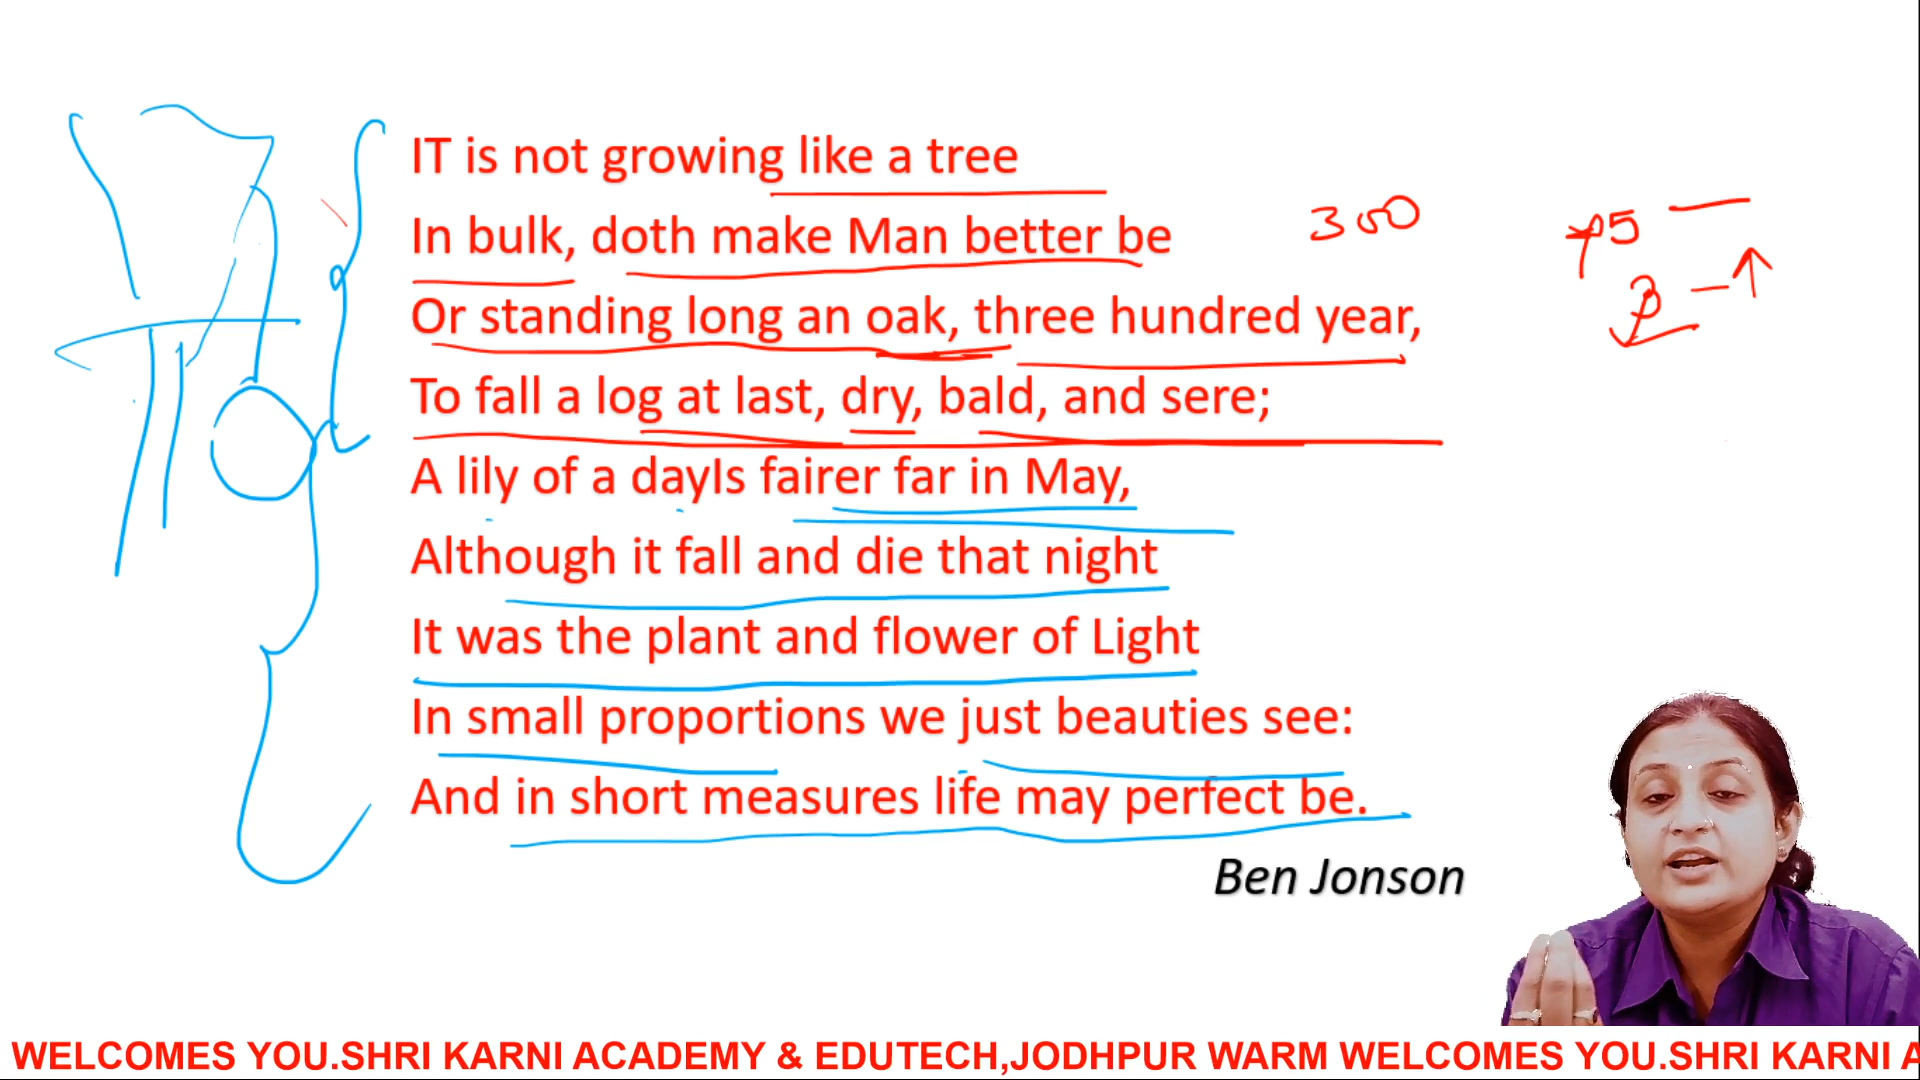 IT is not growing like a tree
In bulk, doth make Man better be
300
Or standing long an oak, three hundred year,
To fall a log at last, dry, bald, and sere;
A lily of a dayIs fairer far in May,
Although it fall and die that night
It was the plant and flower of Light
In small proportions we just beauties see:
And in short measures life may perfect be.
Ben Jonson
WELCOMES YOU.SHRI KARNI ACADEMY & EDUTECH,JODHPUR WARM WELCOMES YOU.SHRI KARNI A